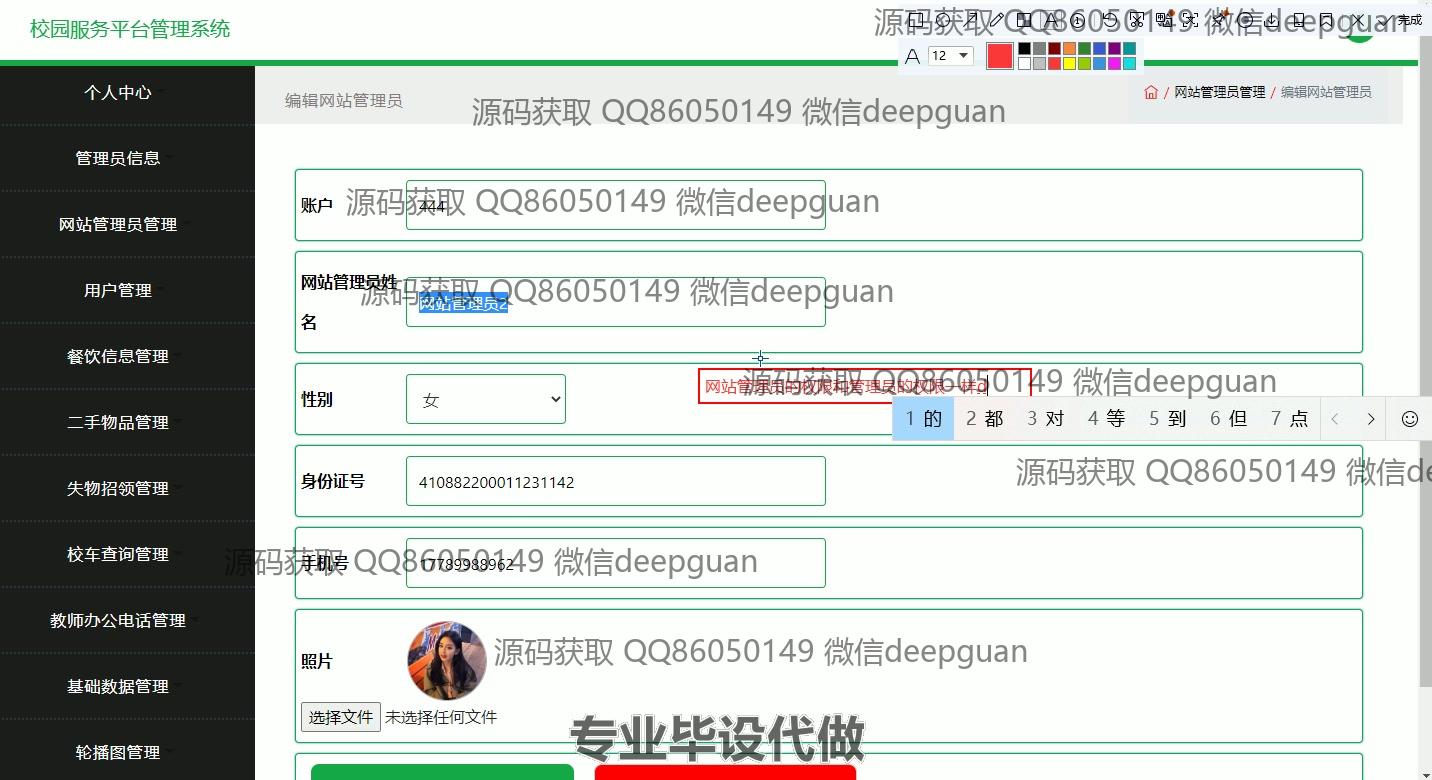 校园服务平台管理系统
源码获取 QQ86050149 微信deepguan
完成
A 12
个人中心
编辑网站管理员
源码获取 QQ86050149 微信deepguan
/ 网站管理员管理 / 编辑网站管理员
管理员信息
账户
444
源码获取 QQ86050149 微信deepguan
网站管理员管理
用户管理
网站管理员姓
名
网站管理员2
源码获取 QQ86050149 微信deepguan
餐饮信息管理
性别
女
网站管理员的权限和管理员的权限一样d
源码获取 QQ86050149 微信deepguan
1 的 2 都 3 对 4 等 5 到 6 但 7 点
二手物品管理
失物招领管理
身份证号
410882200011231142
源码获取 QQ86050149 微信de
校车查询管理
手机号
17789988962
源码获取 QQ86050149 微信deepguan
教师办公电话管理
照片
源码获取 QQ86050149 微信deepguan
基础数据管理
选择文件 未选择任何文件
轮播图管理
专业毕设代做